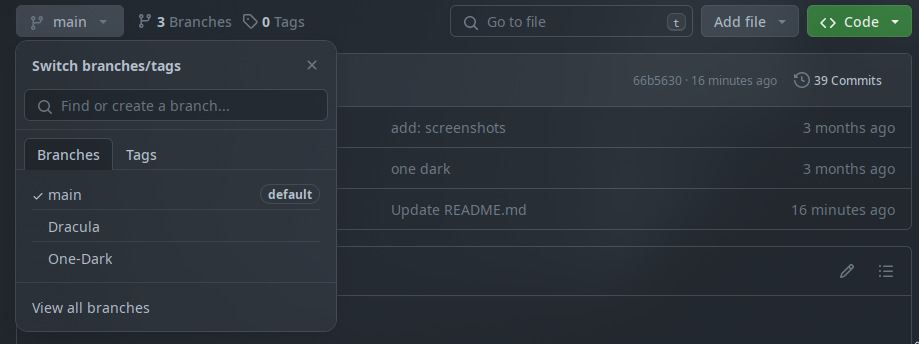 main 3 Branches 0 Tags Go to file t Add file Code
Switch branches/tags
66b5630 · 16 minutes ago 39 Commits
Find or create a branch...
add: screenshots 3 months ago
Branches Tags
one dark 3 months ago
main default
Update README.md 16 minutes ago
Dracula
One-Dark
View all branches